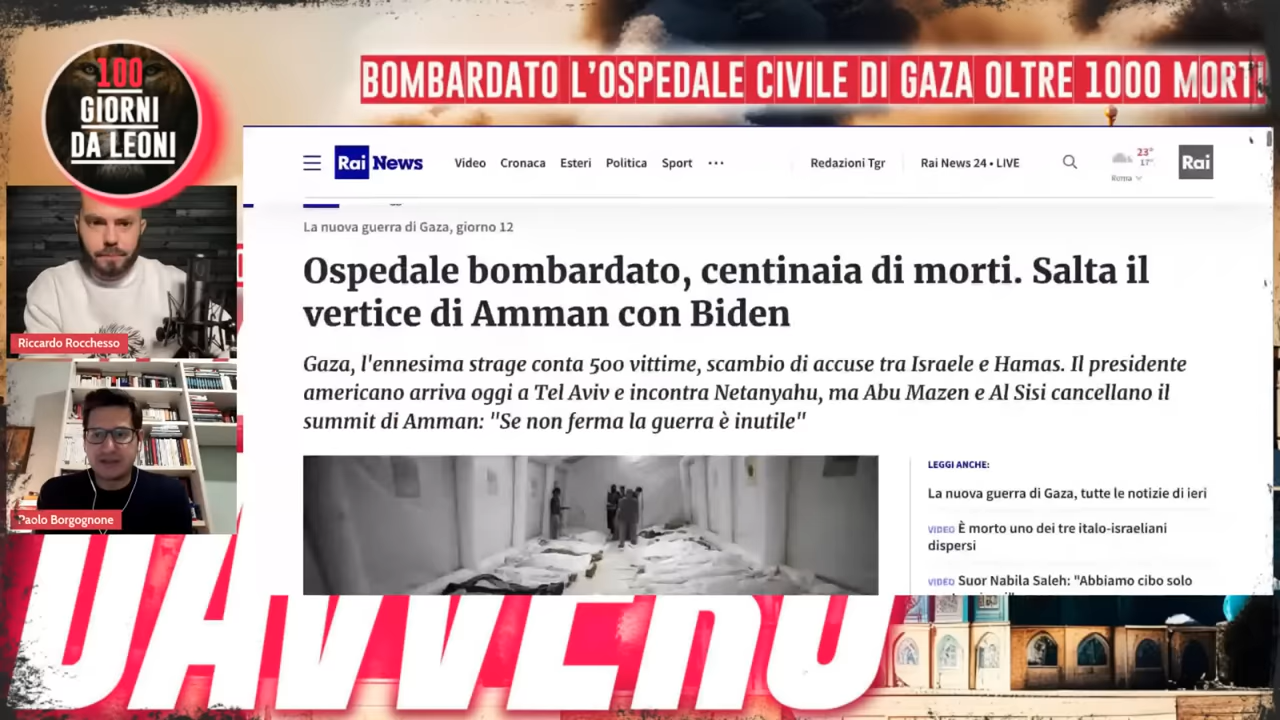 100
GIORNI
DA LEONI
BOMBARDATO L'OSPEDALE CIVILE DI GAZA OLTRE 1000 MORTI
Rai News
Video Cronaca Esteri Politica Sport ···
Redazioni Tgr
Rai News 24 • LIVE
23°
17°
Roma
Rai
La nuova guerra di Gaza, giorno 12
Ospedale bombardato, centinaia di morti. Salta il
vertice di Amman con Biden
Gaza, l'ennesima strage conta 500 vittime, scambio di accuse tra Israele e Hamas. Il presidente
americano arriva oggi a Tel Aviv e incontra Netanyahu, ma Abu Mazen e Al Sisi cancellano il
summit di Amman: "Se non ferma la guerra è inutile"
LEGGI ANCHE:
La nuova guerra di Gaza, tutte le notizie di ieri
VIDEO È morto uno dei tre italo-israeliani
dispersi
VIDEO Suor Nabila Saleh: "Abbiamo cibo solo
Riccardo Rocchesso
Paolo Borgognone
DAVVERO